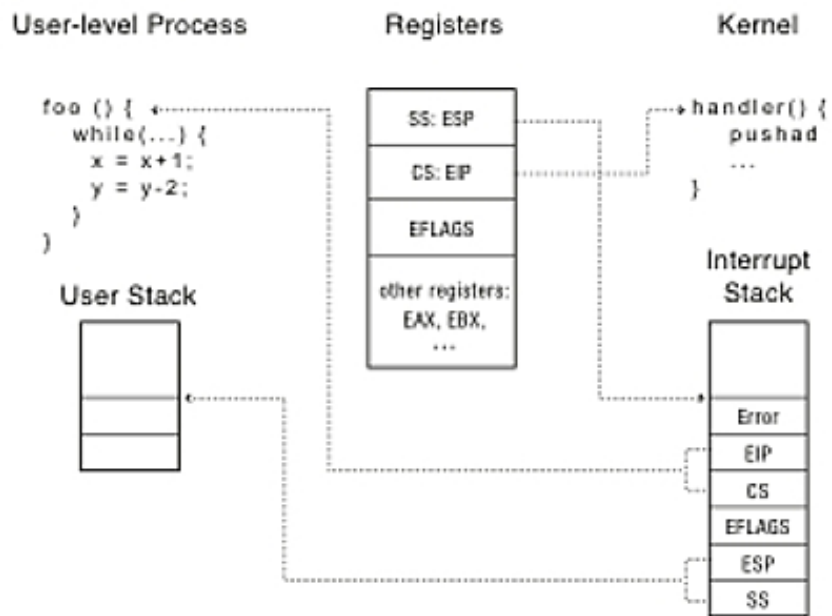 User-level Process
Registers
Kernel
foo () {
while(...) {
x = x+1;
y = y-2;
}
}
User Stack
SS: ESP
CS: EIP
EFLAGS
other registers:
EAX, EBX,
...
handler() {
pushad
...
}
Interrupt
Stack
Error
EIP
CS
EFLAGS
ESP
SS